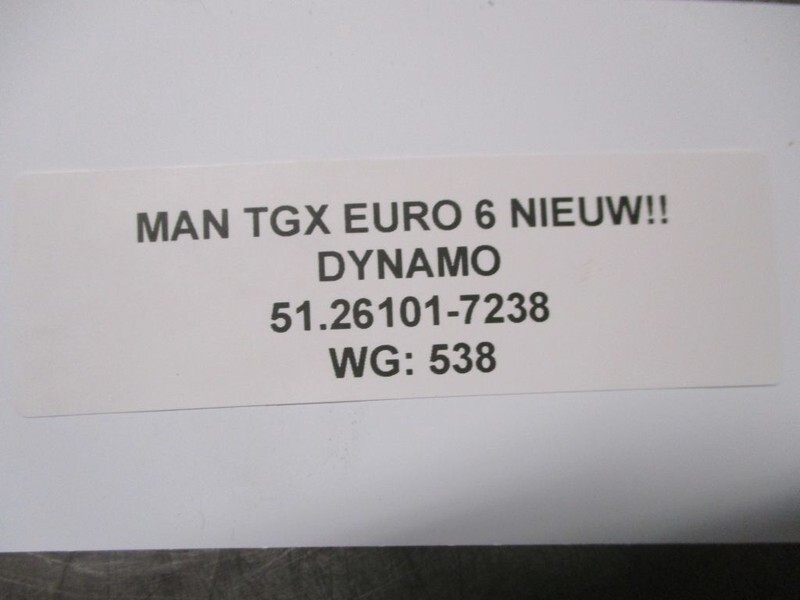 MAN TGX EURO 6 NIEUW!!
DYNAMO
51.26101-7238
WG: 538